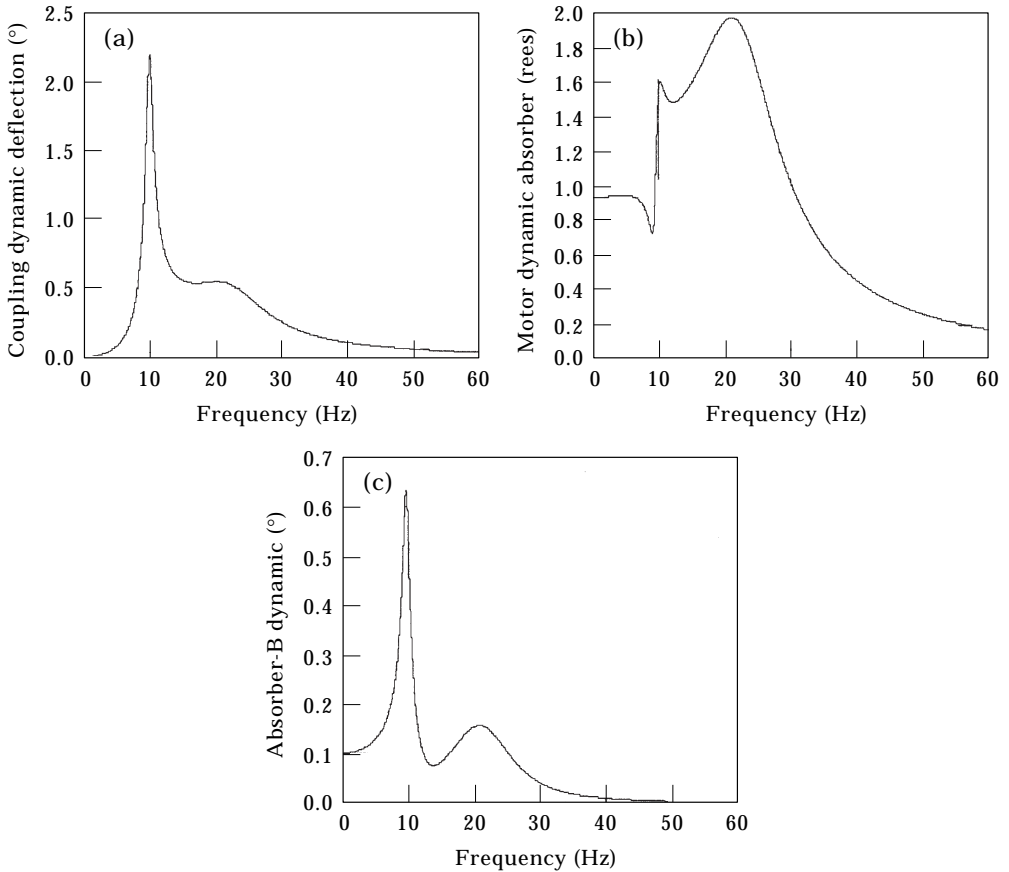 (a)
Coupling dynamic deflection (°)
2.5
2.0
1.5
1.0
0.5
0.0
0 10 20 30 40 50 60
Frequency (Hz)
(b)
Motor dynamic absorber (rees)
2.0
1.8
1.6
1.4
1.2
1.0
0.8
0.6
0.4
0.2
0.0
0 10 20 30 40 50 60
Frequency (Hz)
(c)
Absorber-B dynamic (°)
0.7
0.6
0.5
0.4
0.3
0.2
0.1
0.0
0 10 20 30 40 50 60
Frequency (Hz)